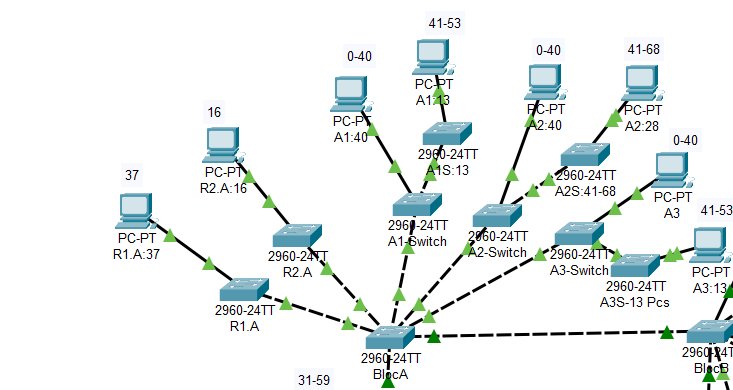 41-53
0-40
0-40
41-68
PC-PT
A1:13
PC-PT
A1:40
PC-PT
A2:40
PC-PT
A2:28
16
0-40
2960-24TT
A1S:13
2960-24TT
A2S:41-68
PC-PT
R2.A:16
PC-PT
A3
37
41-53
PC-PT
R1.A:37
2960-24TT
A1-Switch
2960-24TT
A2-Switch
2960-24TT
R2.A
2960-24TT
A3-Switch
2960-24TT
A3S-13 Pcs
PC-PT
A3:13
2960-24TT
R1.A
2960-24TT
BlocA
2960-24T
BlocB
31-59